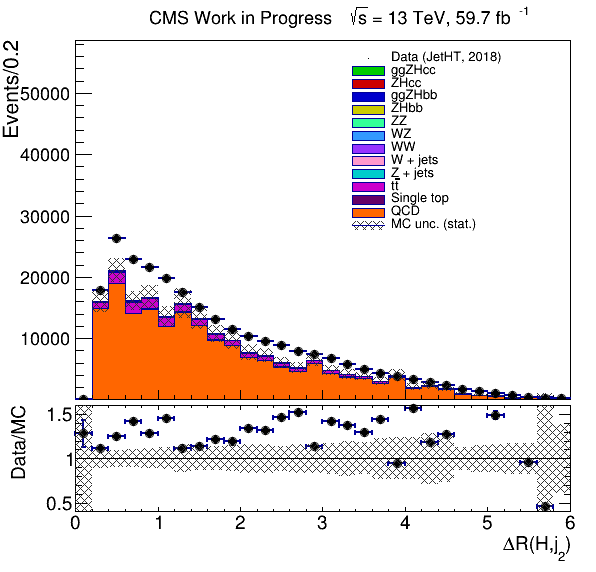 CMS Work in Progress √s = 13 TeV, 59.7 fb⁻¹
Events/0.2
50000
40000
30000
20000
10000
Data (JetHT, 2018)
ggZHcc
ZHcc
ggZHbb
ZHbb
ZZ
WZ
WW
W + jets
Z + jets
tt̄
Single top
QCD
MC unc. (stat.)
Data/MC
1.5
1
0.5
0 1 2 3 4 5 6
ΔR(H,j₂)